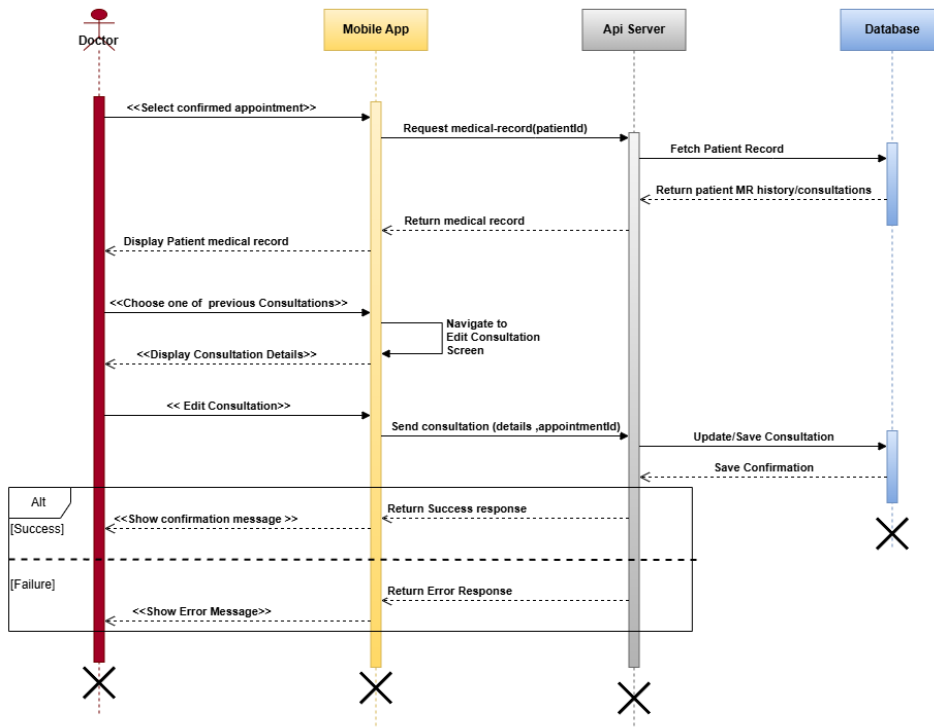 Doctor
Mobile App
Api Server
Database
<<Select confirmed appointment>>
Request medical-record(patientId)
Fetch Patient Record
Return patient MR history/consultations
Return medical record
Display Patient medical record
<<Choose one of  previous Consultations>>
Navigate to
Edit Consultation
Screen
<<Display Consultation Details>>
<< Edit Consultation>>
Send consultation (details ,appointmentId)
Update/Save Consultation
Save Confirmation
Alt
[Success]
Return Success response
<<Show confirmation message >>
[Failure]
Return Error Response
<<Show Error Message>>